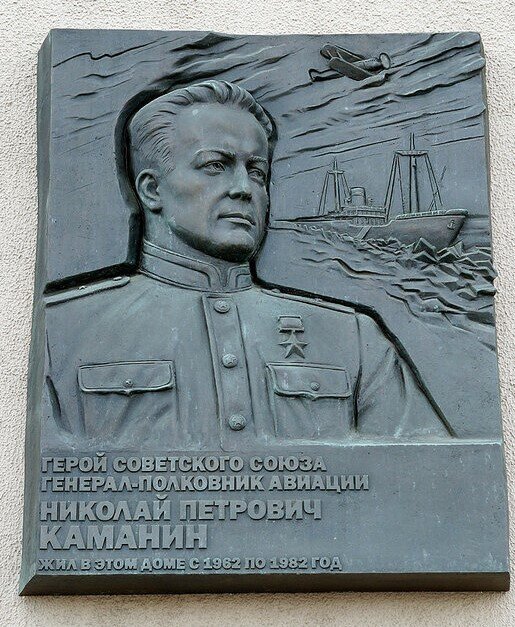 ГЕРОЙ СОВЕТСКОГО СОЮЗА
ГЕНЕРАЛ-ПОЛКОВНИК АВИАЦИИ
НИКОЛАЙ ПЕТРОВИЧ
КАМАНИН
ЖИЛ В ЭТОМ ДОМЕ С 1962 ПО 1982 ГОД